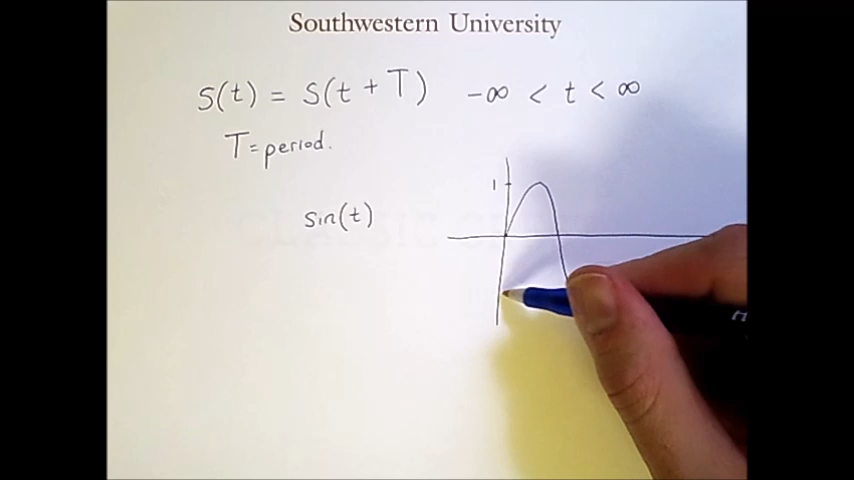 Southwestern University
S(t) = S(t + T) -∞ < t < ∞
T = period.
1
sin(t)